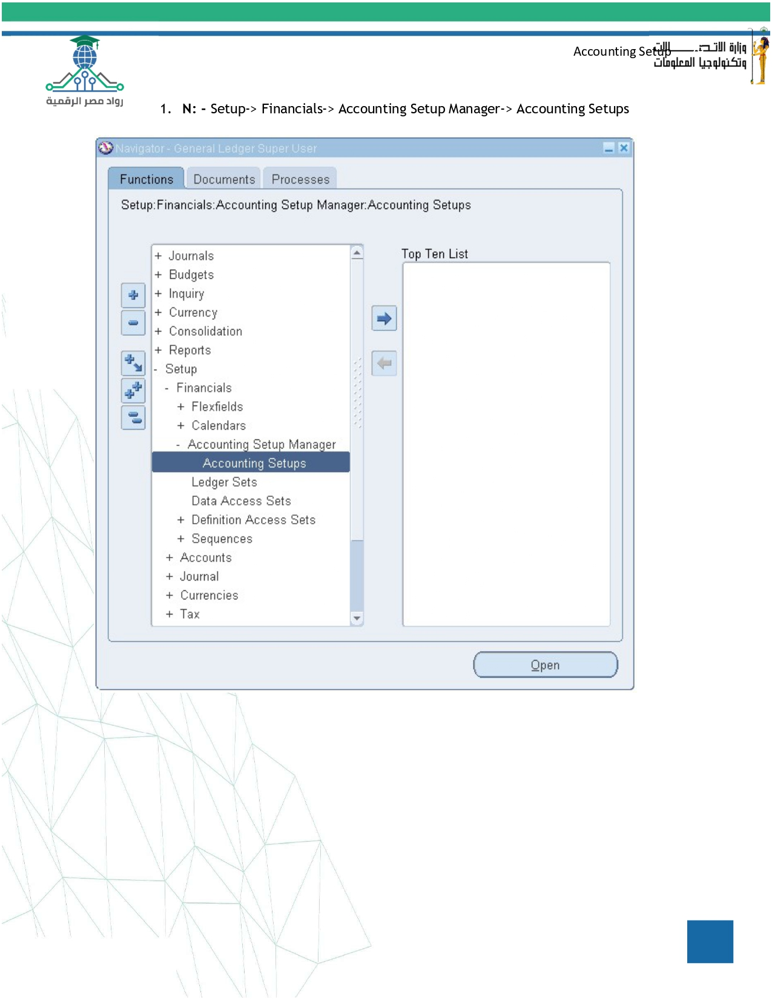 Accounting Setup
وزارة الاتصالات
وتكنولوجيا المعلومات
رواد مصر الرقمية
1. N: - Setup-> Financials-> Accounting Setup Manager-> Accounting Setups
Navigator - General Ledger Super User
Functions Documents Processes
Setup:Financials:Accounting Setup Manager:Accounting Setups
Top Ten List
+ Journals
+ Budgets
+ Inquiry
+ Currency
+ Consolidation
+ Reports
- Setup
- Financials
+ Flexfields
+ Calendars
- Accounting Setup Manager
Accounting Setups
Ledger Sets
Data Access Sets
+ Definition Access Sets
+ Sequences
+ Accounts
+ Journal
+ Currencies
+ Tax
Open